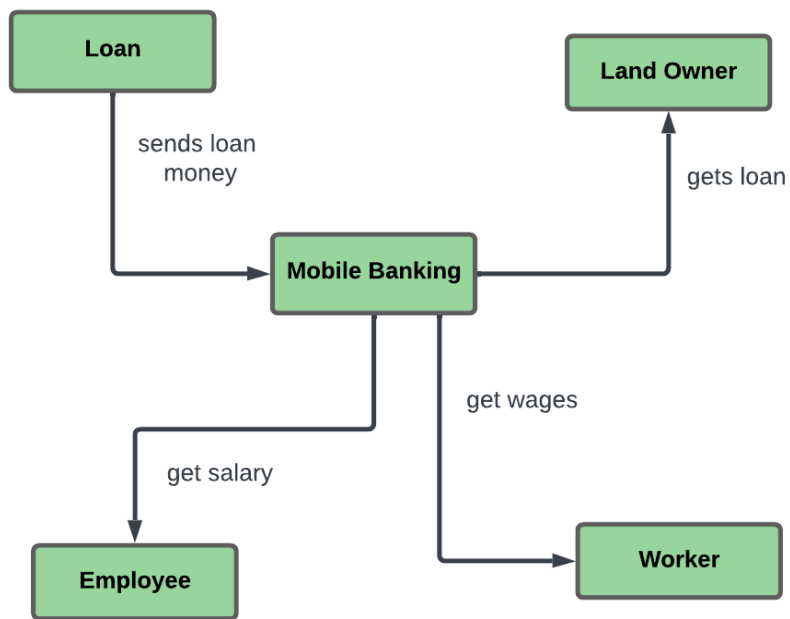 Loan
Land Owner
sends loan
money
gets loan
Mobile Banking
get wages
get salary
Worker
Employee